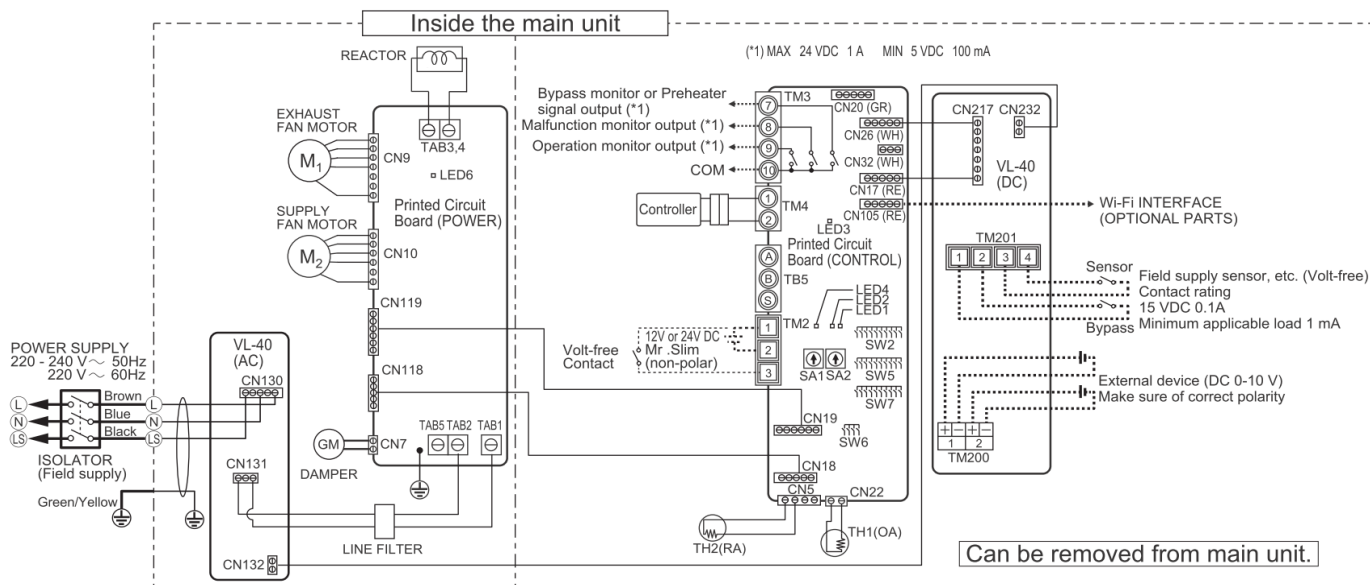 Inside the main unit
(*1) MAX 24 VDC 1 A MIN 5 VDC 100 mA
REACTOR
TAB3,4
LED6
EXHAUST
FAN MOTOR
M1
CN9
Printed Circuit
Board (POWER)
SUPPLY
FAN MOTOR
M2
CN10
CN119
CN118
GM
DAMPER
CN7
TAB5 TAB2 TAB1
POWER SUPPLY
220 - 240 V～ 50Hz
220 V～ 60Hz
L
N
LS
Brown
Blue
Black
L
N
LS
ISOLATOR
(Field supply)
Green/Yellow
VL-40
(AC)
CN130
CN131
CN132
LINE FILTER
Bypass monitor or Preheater
signal output (*1)
Malfunction monitor output (*1)
Operation monitor output (*1)
COM
7
8
9
10
TM3
Controller
1
2
TM4
A
B
S
TB5
1
2
3
TM2
Volt-free
Contact
12V or 24V DC
Mr .Slim
(non-polar)
CN20 (GR)
CN26 (WH)
CN32 (WH)
CN17 (RE)
CN105 (RE)
LED3
Printed Circuit
Board (CONTROL)
LED4
LED2
LED1
SA1 SA2
SW2
SW5
SW7
SW6
CN19
CN18
CN5
CN22
TH2(RA)
TH1(OA)
CN217
CN232
VL-40
(DC)
Wi-Fi INTERFACE
(OPTIONAL PARTS)
TM201
1 2 3 4
Sensor
Bypass
Field supply sensor, etc. (Volt-free)
Contact rating
15 VDC 0.1A
Minimum applicable load 1 mA
External device (DC 0-10 V)
Make sure of correct polarity
+ − + −
1 2
TM200
Can be removed from main unit.